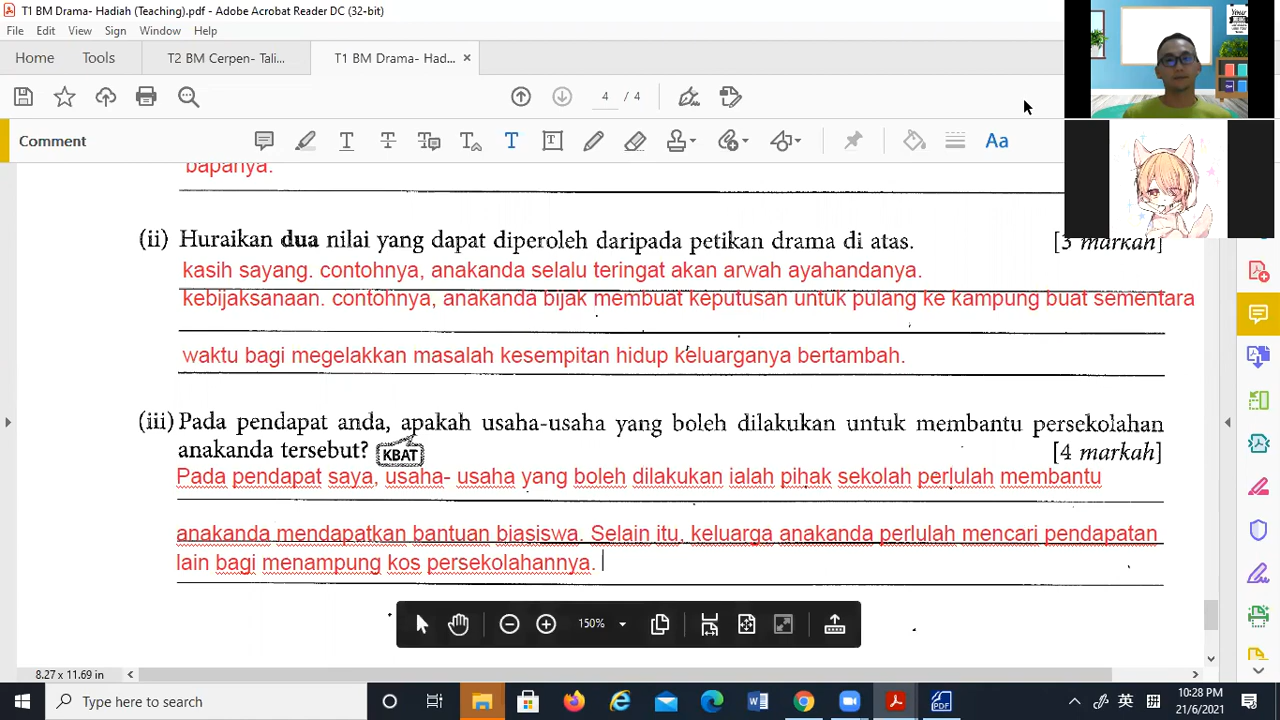 T1 BM Drama- Hadiah (Teaching).pdf - Adobe Acrobat Reader DC (32-bit)
File Edit View Sign Window Help
Home Tools T2 BM Cerpen- Tali... T1 BM Drama- Had... ×
4 / 4
Comment
bapanya.
(ii) Huraikan dua nilai yang dapat diperoleh daripada petikan drama di atas. [3 markah]
kasih sayang. contohnya, anakanda selalu teringat akan arwah ayahandanya.
kebijaksanaan. contohnya, anakanda bijak membuat keputusan untuk pulang ke kampung buat sementara
waktu bagi megelakkan masalah kesempitan hidup keluarganya bertambah.
(iii) Pada pendapat anda, apakah usaha-usaha yang boleh dilakukan untuk membantu persekolahan
anakanda tersebut? KBAT [4 markah]
Pada pendapat saya, usaha- usaha yang boleh dilakukan ialah pihak sekolah perlulah membantu
anakanda mendapatkan bantuan biasiswa. Selain itu, keluarga anakanda perlulah mencari pendapatan
lain bagi menampung kos persekolahannya.
150%
8.27 x 11.69 in
Type here to search
英 拼 10:28 PM
21/6/2021